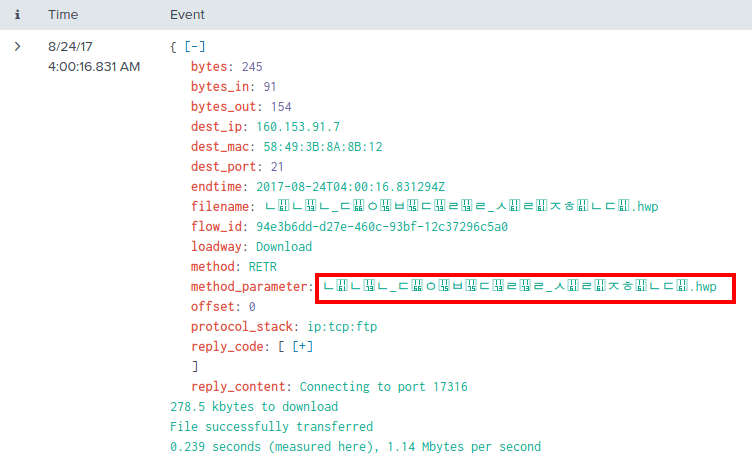 i Time Event
> 8/24/17 { [-]
4:00:16.831 AM bytes: 245
bytes_in: 91
bytes_out: 154
dest_ip: 160.153.91.7
dest_mac: 58:49:3B:8A:8B:12
dest_port: 21
endtime: 2017-08-24T04:00:16.831294Z
filename: .hwp
flow_id: 94e3b6dd-d27e-460c-93bf-12c37296c5a0
loadway: Download
method: RETR
method_parameter: .hwp
offset: 0
protocol_stack: ip:tcp:ftp
reply_code: [ [+]
]
reply_content: Connecting to port 17316
278.5 kbytes to download
File successfully transferred
0.239 seconds (measured here), 1.14 Mbytes per second